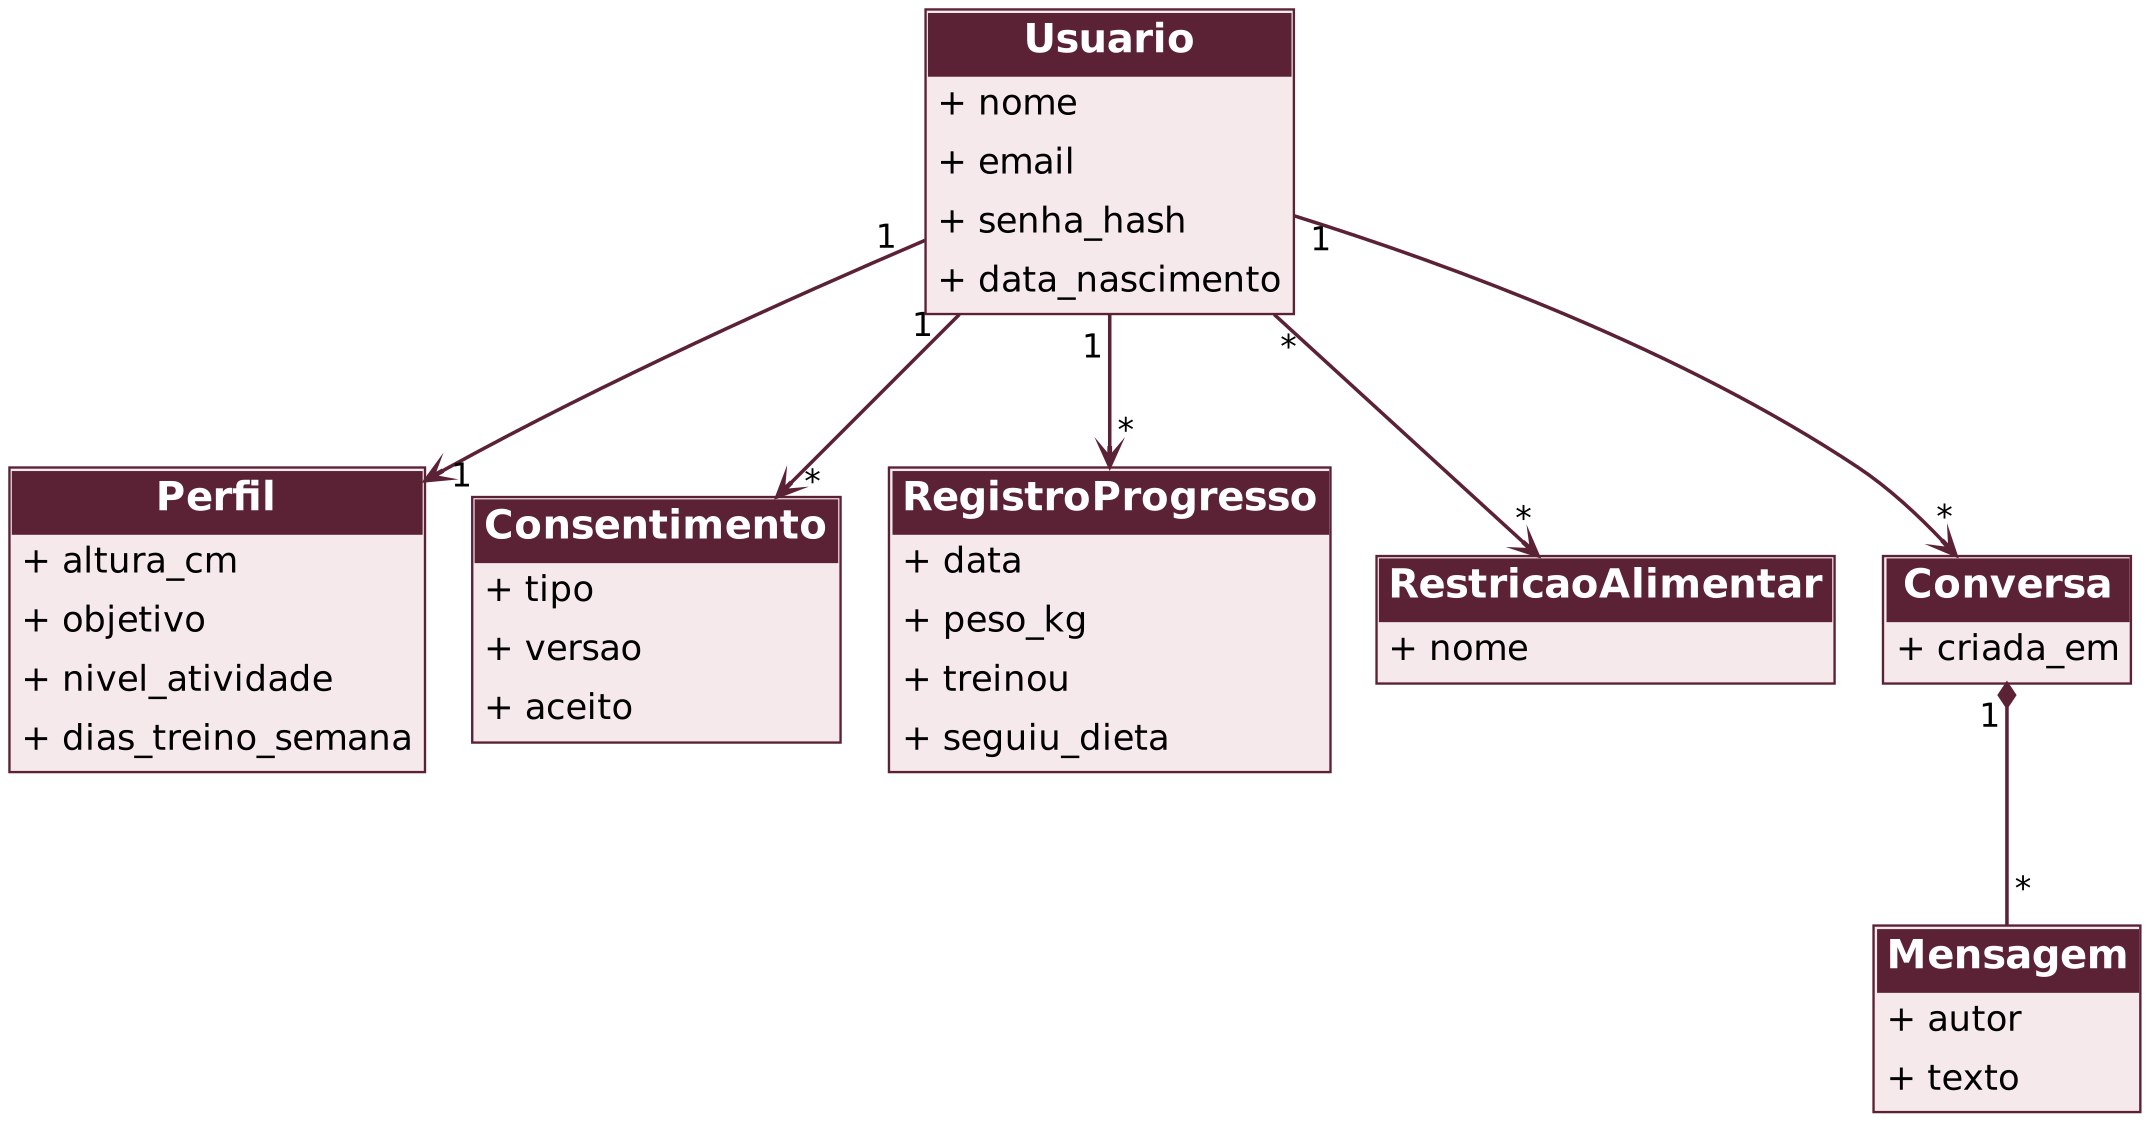 Usuario
+ nome
+ email
+ senha_hash
+ data_nascimento
1
1
1
1
*
1
*
*
*
*
Perfil
+ altura_cm
+ objetivo
+ nivel_atividade
+ dias_treino_semana
Consentimento
+ tipo
+ versao
+ aceito
RegistroProgresso
+ data
+ peso_kg
+ treinou
+ seguiu_dieta
RestricaoAlimentar
+ nome
Conversa
+ criada_em
1
*
Mensagem
+ autor
+ texto